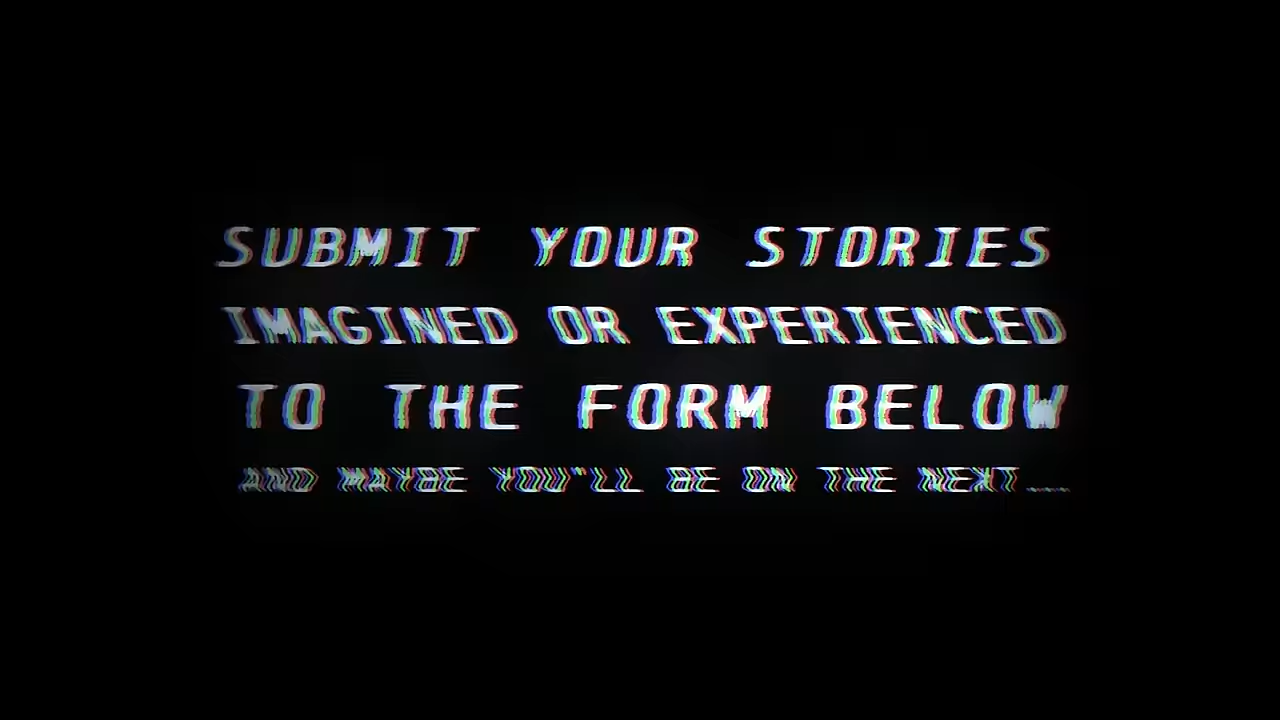 SUBMIT YOUR STORIES
IMAGINED OR EXPERIENCED
TO THE FORM BELOW
AND MAYBE YOU'LL BE ON THE NEXT...